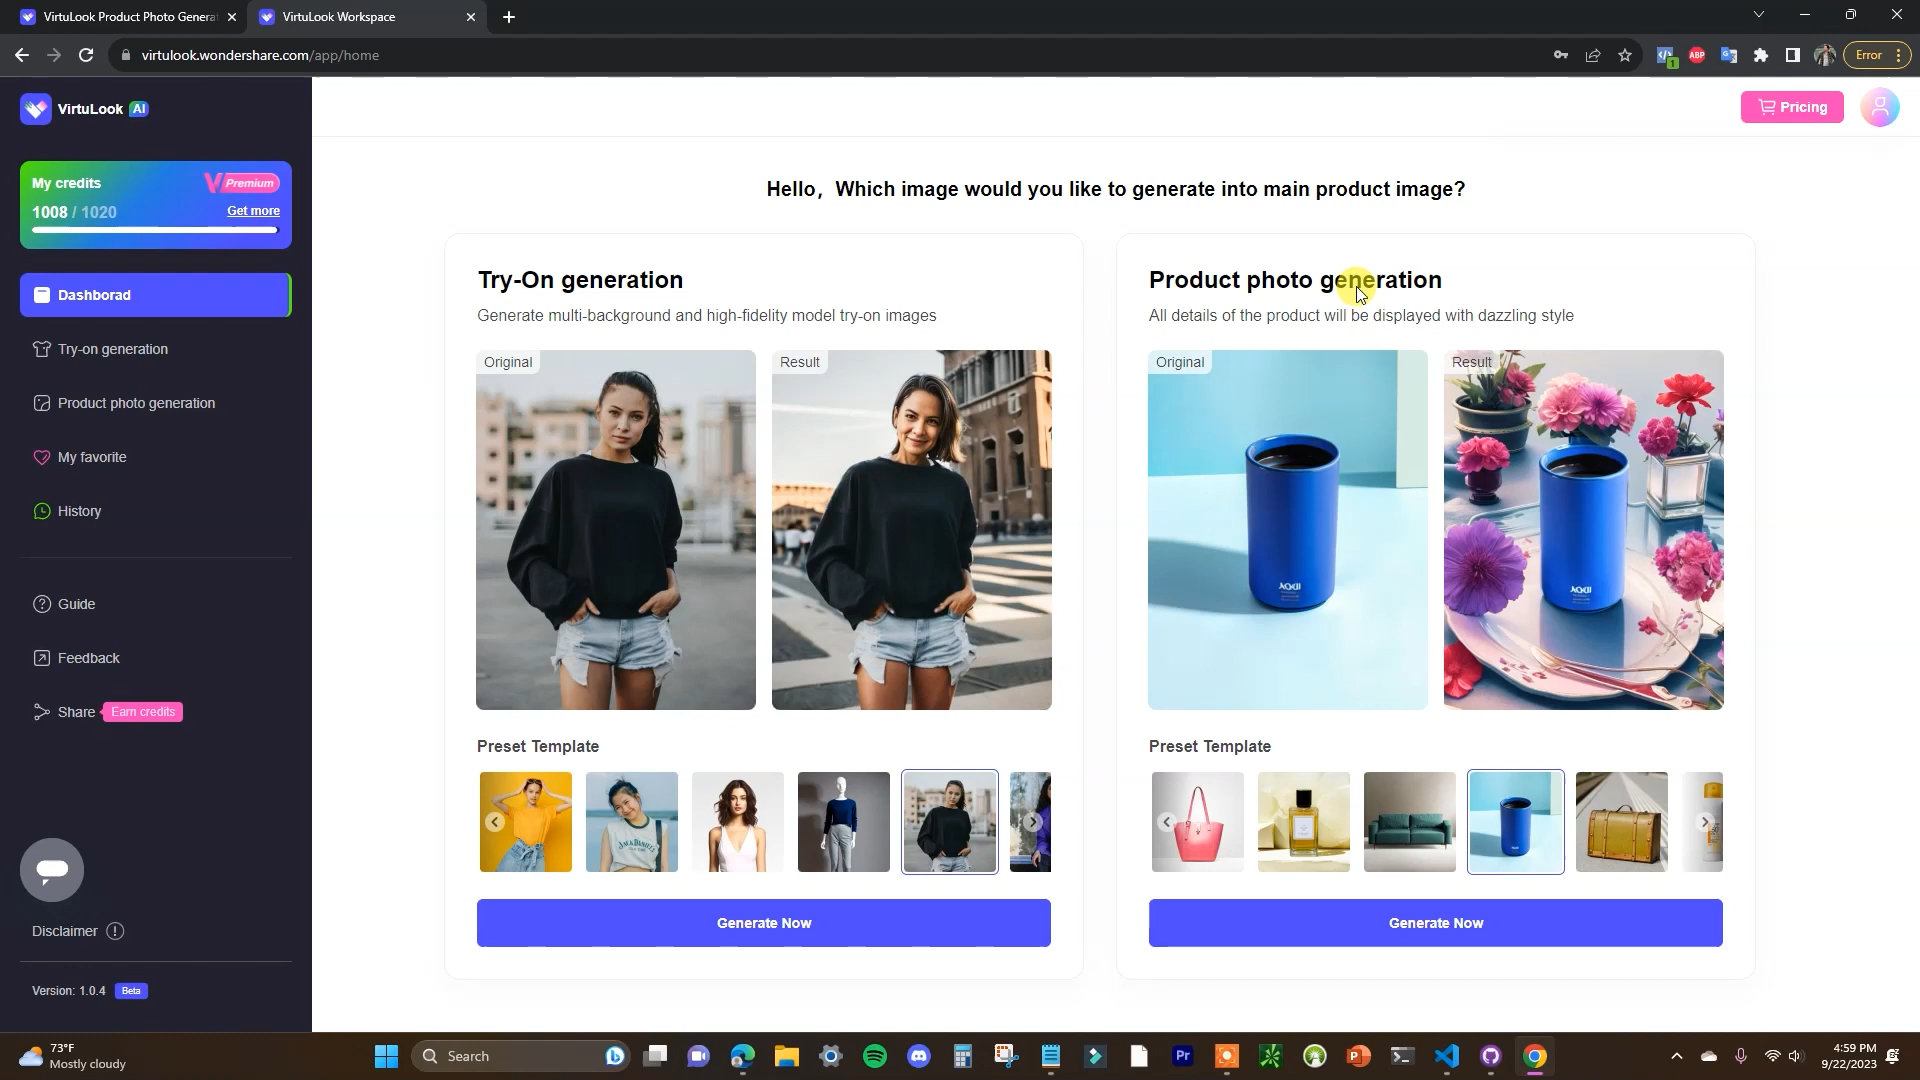 VirtuLook Product Photo Generat
VirtuLook Workspace
virtulook.wondershare.com/app/home
1
ABP
Error
VirtuLook AI
Pricing
My credits
Premium
1008 / 1020
Get more
Dashborad
Try-on generation
Product photo generation
My favorite
History
Guide
Feedback
Share
Earn credits
Disclaimer
Version: 1.0.4
Beta
Hello, Which image would you like to generate into main product image?
Try-On generation
Generate multi-background and high-fidelity model try-on images
Original
Result
Preset Template
Generate Now
Product photo generation
All details of the product will be displayed with dazzling style
Original
Result
Preset Template
Generate Now
73°F
Mostly cloudy
Search
Pr
4:59 PM
9/22/2023